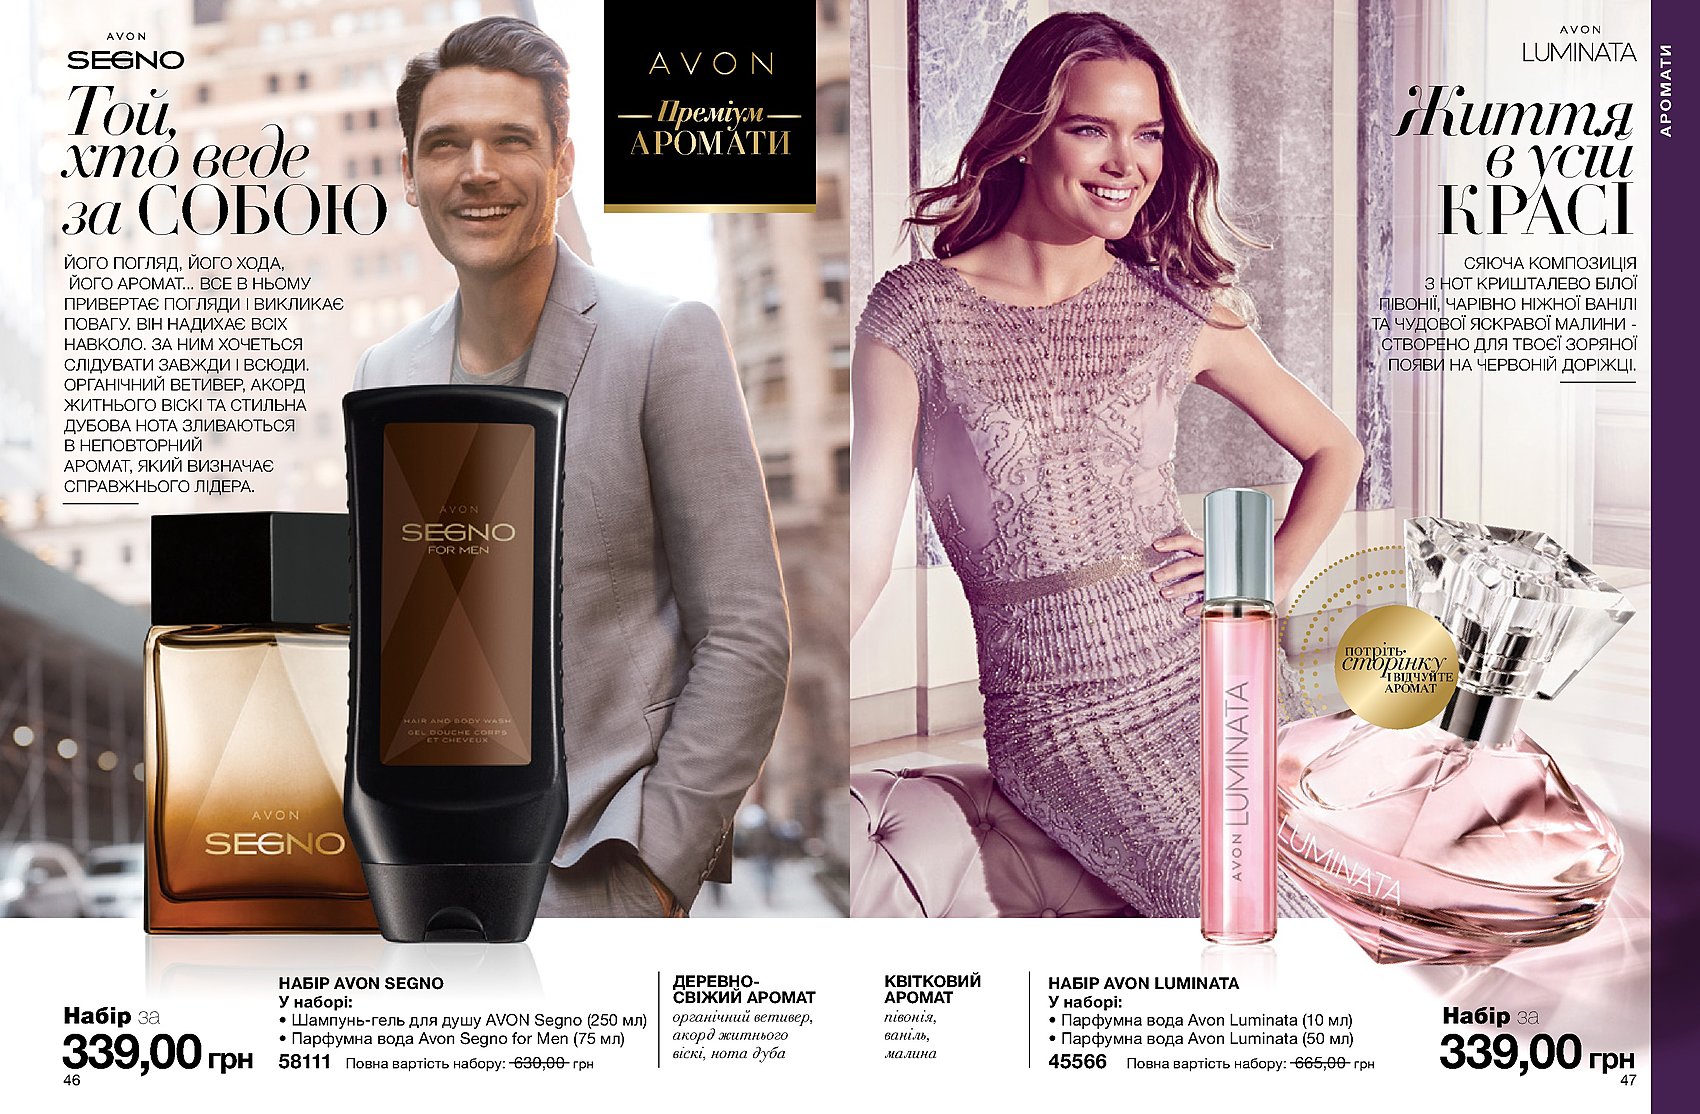 AVON
SEGNO
Той,
хто веде
за СОБОЮ
ЙОГО ПОГЛЯД, ЙОГО ХОДА,
ЙОГО АРОМАТ... ВСЕ В НЬОМУ
ПРИВЕРТАЄ ПОГЛЯДИ І ВИКЛИКАЄ
ПОВАГУ. ВІН НАДИХАЄ ВСІХ
НАВКОЛО. ЗА НИМ ХОЧЕТЬСЯ
СЛІДУВАТИ ЗАВЖДИ І ВСЮДИ.
ОРГАНІЧНИЙ ВЕТИВЕР, АКОРД
ЖИТНЬОГО ВІСКІ ТА СТИЛЬНА
ДУБОВА НОТА ЗЛИВАЮТЬСЯ
В НЕПОВТОРНИЙ
АРОМАТ, ЯКИЙ ВИЗНАЧАЄ
СПРАВЖНЬОГО ЛІДЕРА.
AVON
Преміум
АРОМАТИ
AVON
SEGNO
FOR MEN
HAIR AND BODY WASH
GEL DOUCHE CORPS
ET CHEVEUX
AVON
SEGNO
Набір за
339,00 грн
46
НАБІР AVON SEGNO
У наборі:
• Шампунь-гель для душу AVON Segno (250 мл)
• Парфумна вода Avon Segno for Men (75 мл)
58111 Повна вартість набору: 630,00 грн
ДЕРЕВНО-
СВІЖИЙ АРОМАТ
органічний ветивер,
акорд житнього
віскі, нота дуба
AVON
LUMINATA
Життя
в усій
КРАСІ
СЯЮЧА КОМПОЗИЦІЯ
З НОТ КРИШТАЛЕВО БІЛОЇ
ПІВОНІЇ, ЧАРІВНО НІЖНОЇ ВАНІЛІ
ТА ЧУДОВОЇ ЯСКРАВОЇ МАЛИНИ -
СТВОРЕНО ДЛЯ ТВОЄЇ ЗОРЯНОЇ
ПОЯВИ НА ЧЕРВОНІЙ ДОРІЖЦІ.
АРОМАТИ
ПОТРІТЬ
СТОРІНКУ
І ВІДЧУЙТЕ
АРОМАТ
AVON LUMINATA
LUMINATA
КВІТКОВИЙ
АРОМАТ
півонія,
ваніль,
малина
НАБІР AVON LUMINATA
У наборі:
• Парфумна вода Avon Luminata (10 мл)
• Парфумна вода Avon Luminata (50 мл)
45566 Повна вартість набору: 665,00 грн
Набір за
339,00 грн
47